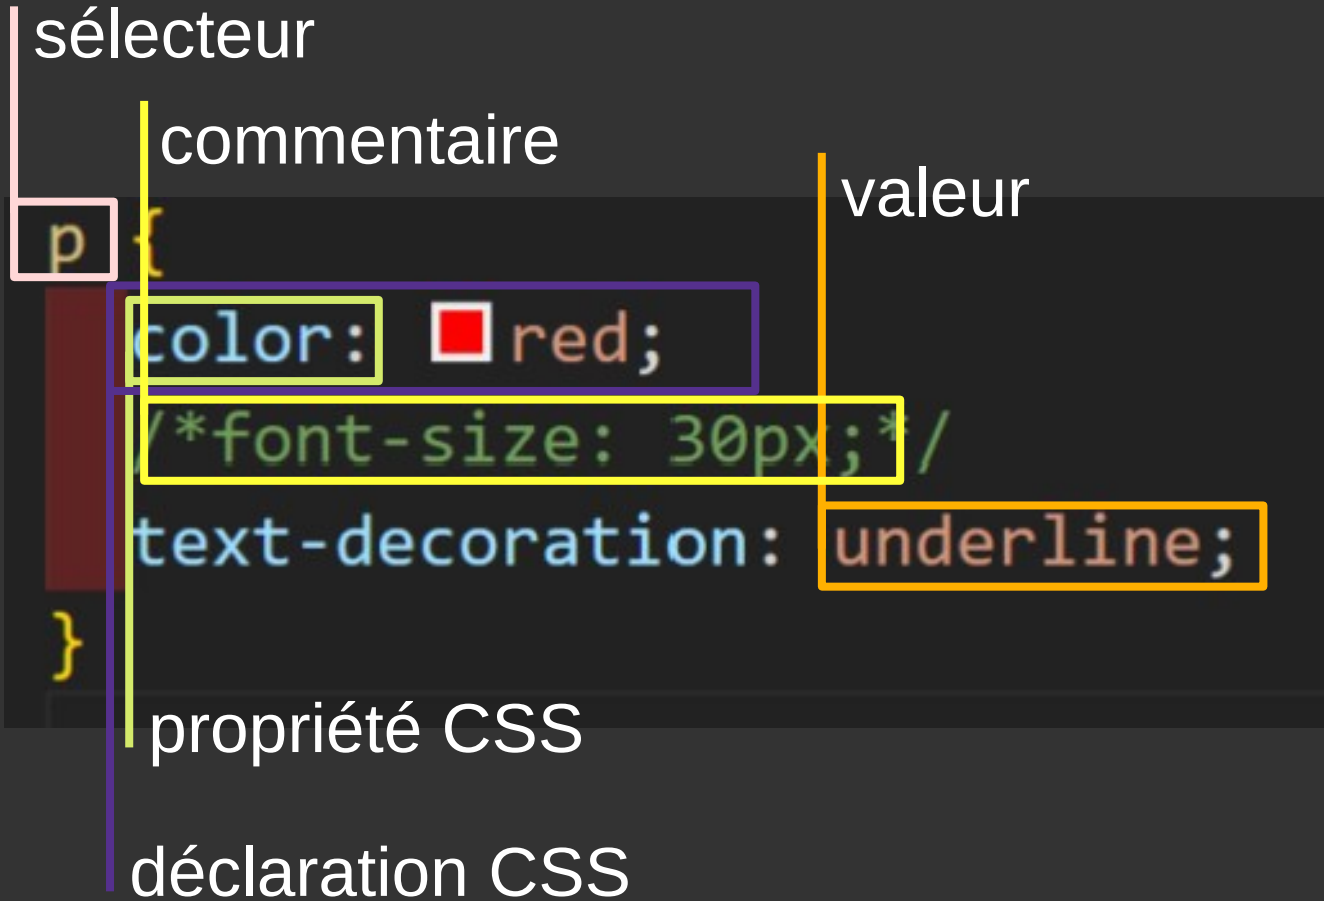 sélecteur
commentaire
valeur
p {
color: red;
/*font-size: 30px;*/
text-decoration: underline;
}
propriété CSS
déclaration CSS